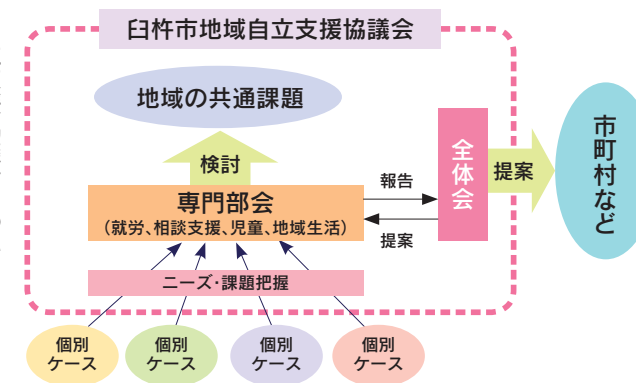 臼杵市地域自立支援協議会
地域の共通課題
検討
専門部会
(就労、相談支援、児童、地域生活)
報告
提案
全体会
提案
市町村など
ニーズ・課題把握
個別
ケース
個別
ケース
個別
ケース
個別
ケース